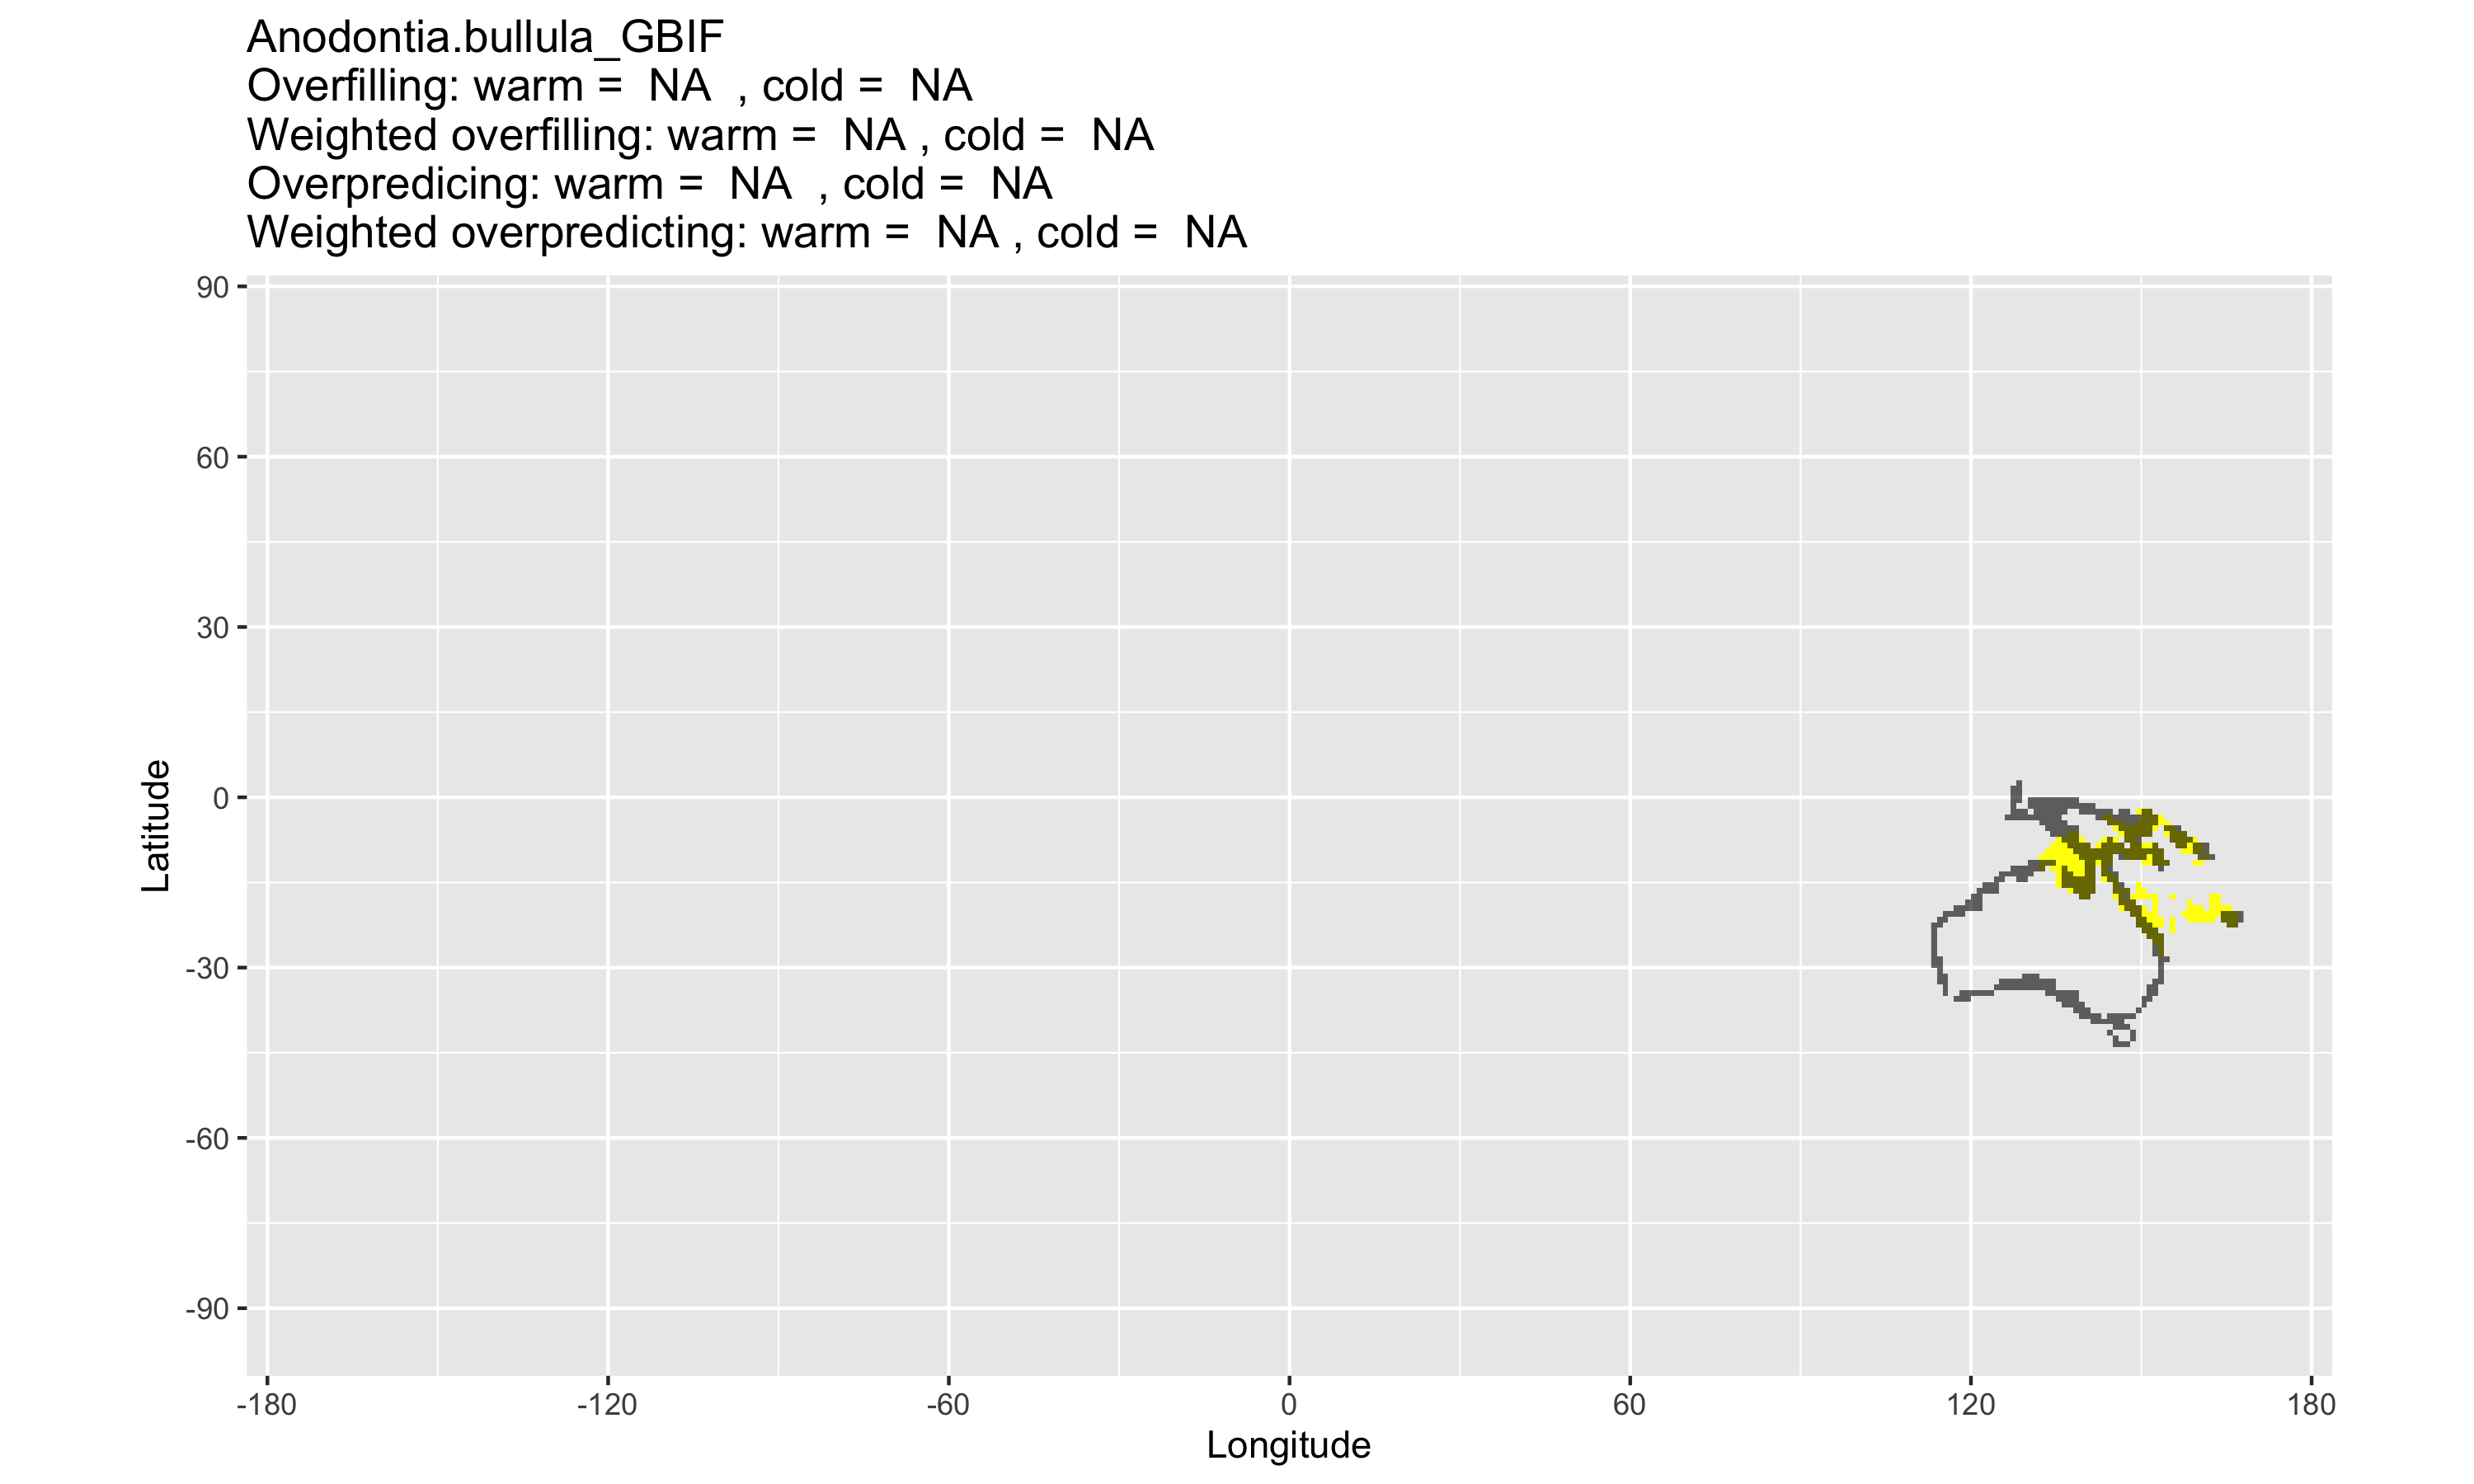 Anodontia.bullula_GBIF
Overfilling: warm =  NA  , cold =  NA
Weighted overfilling: warm =  NA , cold =  NA
Overpredicing: warm =  NA  , cold =  NA
Weighted overpredicting: warm =  NA , cold =  NA
90
60
30
0
-30
-60
-90
Latitude
-180
-120
-60
0
60
120
180
Longitude